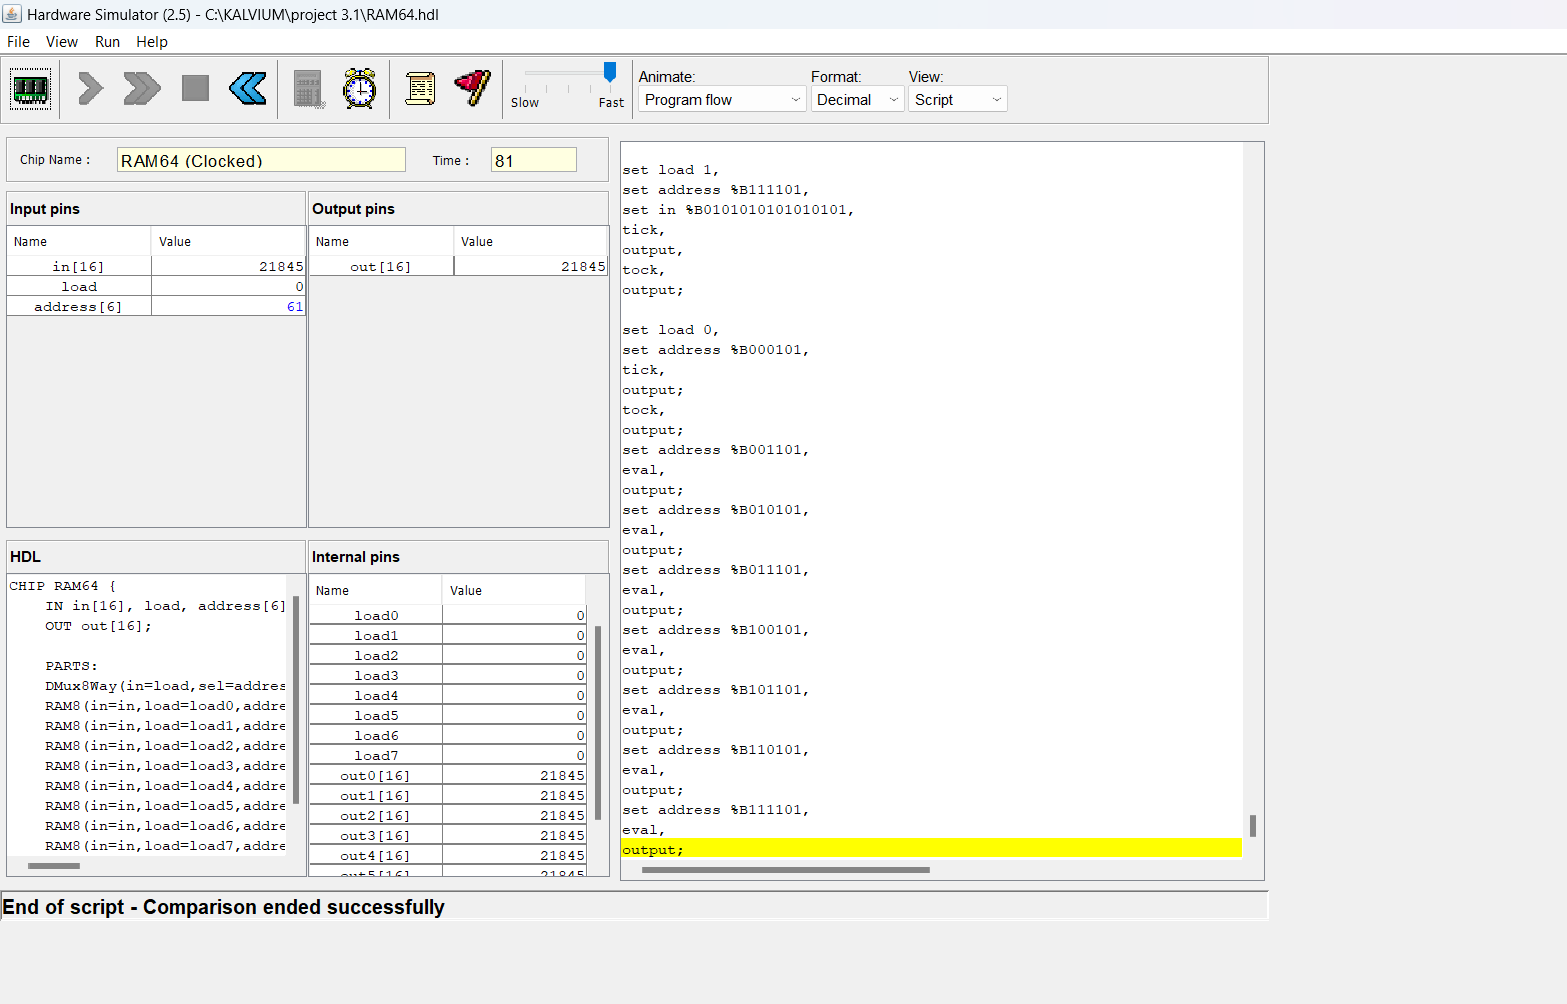 Hardware Simulator (2.5) - C:\KALVIUM\project 3.1\RAM64.hdl
File View Run Help
Slow Fast
Animate:
Program flow
Format:
Decimal
View:
Script
Chip Name :
RAM64 (Clocked)
Time :
81
Input pins
Name Value
in[16] 21845
load 0
address[6] 61
Output pins
Name Value
out[16] 21845
HDL
CHIP RAM64 {
IN in[16], load, address[6]
OUT out[16];
PARTS:
DMux8Way(in=load,sel=addres
RAM8(in=in,load=load0,addre
RAM8(in=in,load=load1,addre
RAM8(in=in,load=load2,addre
RAM8(in=in,load=load3,addre
RAM8(in=in,load=load4,addre
RAM8(in=in,load=load5,addre
RAM8(in=in,load=load6,addre
RAM8(in=in,load=load7,addre
Internal pins
Name Value
load0 0
load1 0
load2 0
load3 0
load4 0
load5 0
load6 0
load7 0
out0[16] 21845
out1[16] 21845
out2[16] 21845
out3[16] 21845
out4[16] 21845
out5[16] 21845
set load 1,
set address %B111101,
set in %B0101010101010101,
tick,
output,
tock,
output;
set load 0,
set address %B000101,
tick,
output;
tock,
output;
set address %B001101,
eval,
output;
set address %B010101,
eval,
output;
set address %B011101,
eval,
output;
set address %B100101,
eval,
output;
set address %B101101,
eval,
output;
set address %B110101,
eval,
output;
set address %B111101,
eval,
output;
End of script - Comparison ended successfully